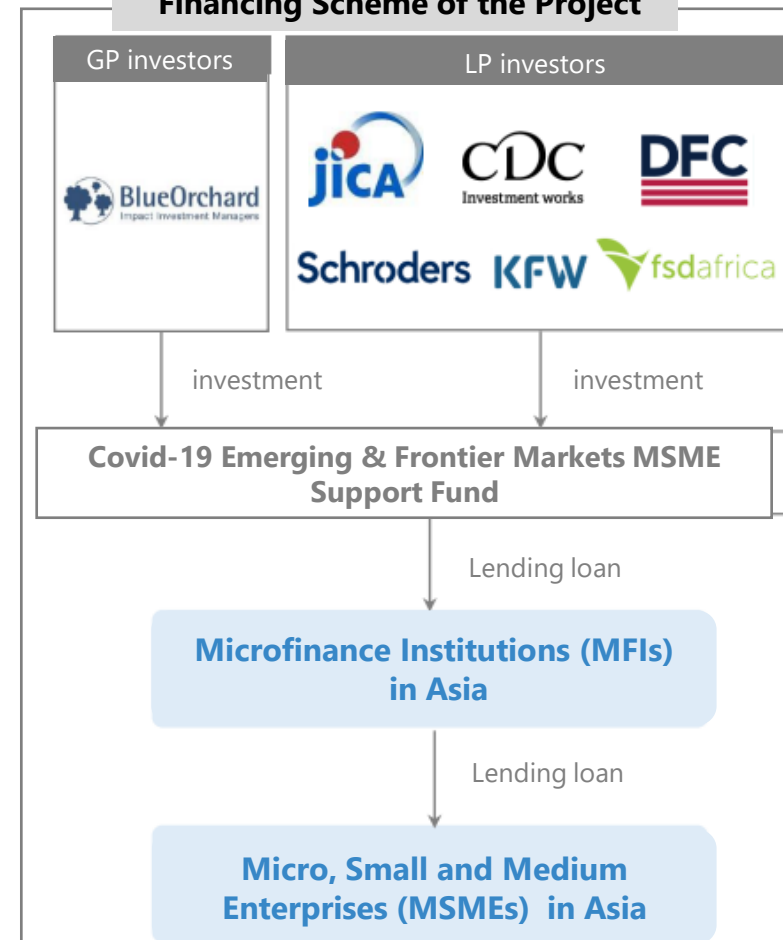 Financing Scheme of the Project
GP investors
LP investors
BlueOrchard
Impact Investment Managers
jICA
CDC
Investment works
DFC
Schroders
KFW
fsdafrica
investment
investment
Covid-19 Emerging & Frontier Markets MSME
Support Fund
Lending loan
Microfinance Institutions (MFIs)
in Asia
Lending loan
Micro, Small and Medium
Enterprises (MSMEs) in Asia